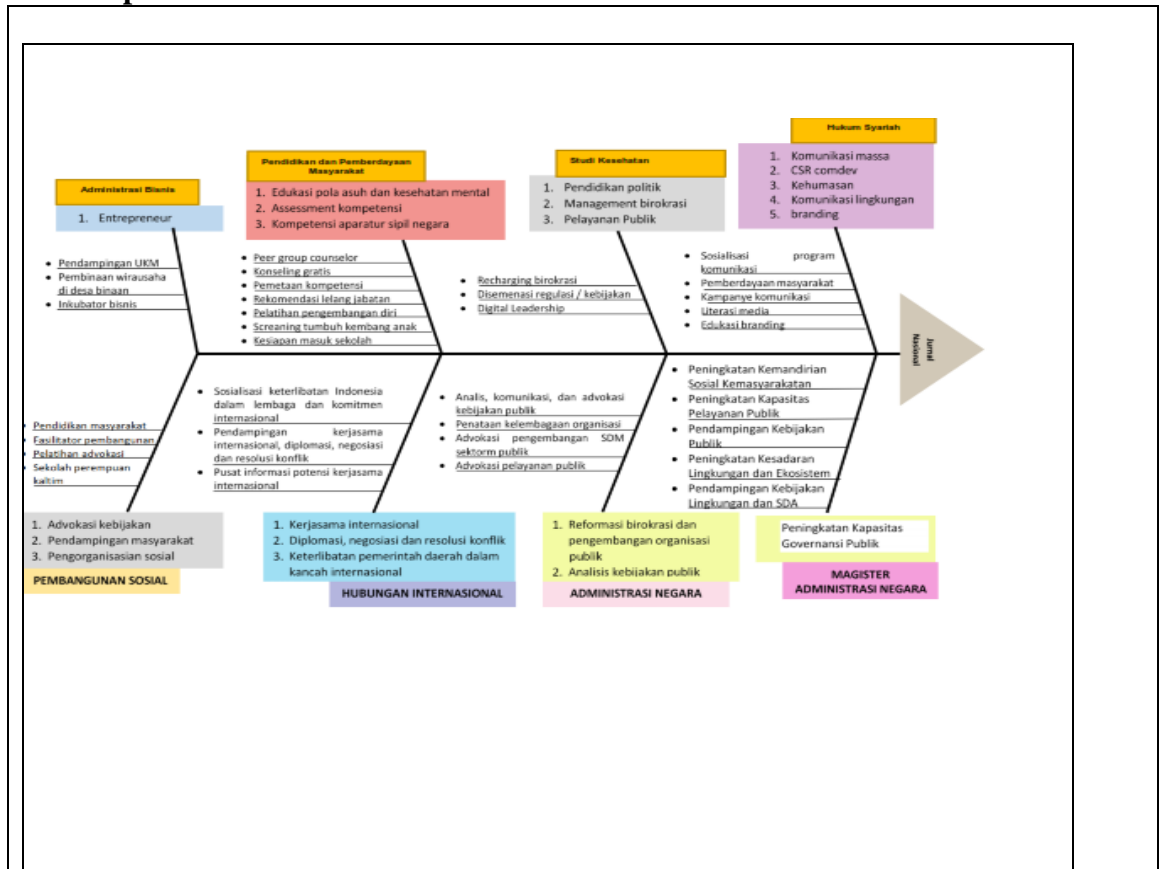 Hukum Syariah
1. Komunikasi massa
2. CSR comdev
3. Kehumasan
4. Komunikasi lingkungan
5. branding
Pendidikan dan Pemberdayaan
Masyarakat
1. Edukasi pola asuh dan kesehatan mental
2. Assessment kompetensi
3. Kompetensi aparatur sipil negara
Studi Kesehatan
1. Pendidikan politik
2. Management birokrasi
3. Pelayanan Publik
Administrasi Bisnis
1. Entrepreneur
• Pendampingan UKM
• Pembinaan wirausaha
di desa binaan
• Inkubator bisnis
• Peer group counselor
• Konseling gratis
• Pemetaan kompetensi
• Rekomendasi lelang jabatan
• Pelatihan pengembangan diri
• Screaning tumbuh kembang anak
• Kesiapan masuk sekolah
• Recharging birokrasi
• Disemenasi regulasi / kebijakan
• Digital Leadership
• Sosialisasi program
komunikasi
• Pemberdayaan masyarakat
• Kampanye komunikasi
• Literasi media
• Edukasi branding
Jurnal
Nasional
• Pendidikan masyarakat
• Fasilitator pembangunan
• Pelatihan advokasi
• Sekolah perempuan
kaltim
• Sosialisasi keterlibatan Indonesia
dalam lembaga dan komitmen
internasional
• Pendampingan kerjasama
internasional, diplomasi, negosiasi
dan resolusi konflik
• Pusat informasi potensi kerjasama
internasional
• Analis, komunikasi, dan advokasi
kebijakan publik
• Penataan kelembagaan organisasi
• Advokasi pengembangan SDM
sektorm publik
• Advokasi pelayanan publik
• Peningkatan Kemandirian
Sosial Kemasyarakatan
• Peningkatan Kapasitas
Pelayanan Publik
• Pendampingan Kebijakan
Publik
• Peningkatan Kesadaran
Lingkungan dan Ekosistem
• Pendampingan Kebijakan
Lingkungan dan SDA
1. Advokasi kebijakan
2. Pendampingan masyarakat
3. Pengorganisasian sosial
PEMBANGUNAN SOSIAL
1. Kerjasama internasional
2. Diplomasi, negosiasi dan resolusi konflik
3. Keterlibatan pemerintah daerah dalam
kancah internasional
HUBUNGAN INTERNASIONAL
1. Reformasi birokrasi dan
pengembangan organisasi
publik
2. Analisis kebijakan publik
ADMINISTRASI NEGARA
Peningkatan Kapasitas
Governansi Publik
MAGISTER
ADMINISTRASI NEGARA